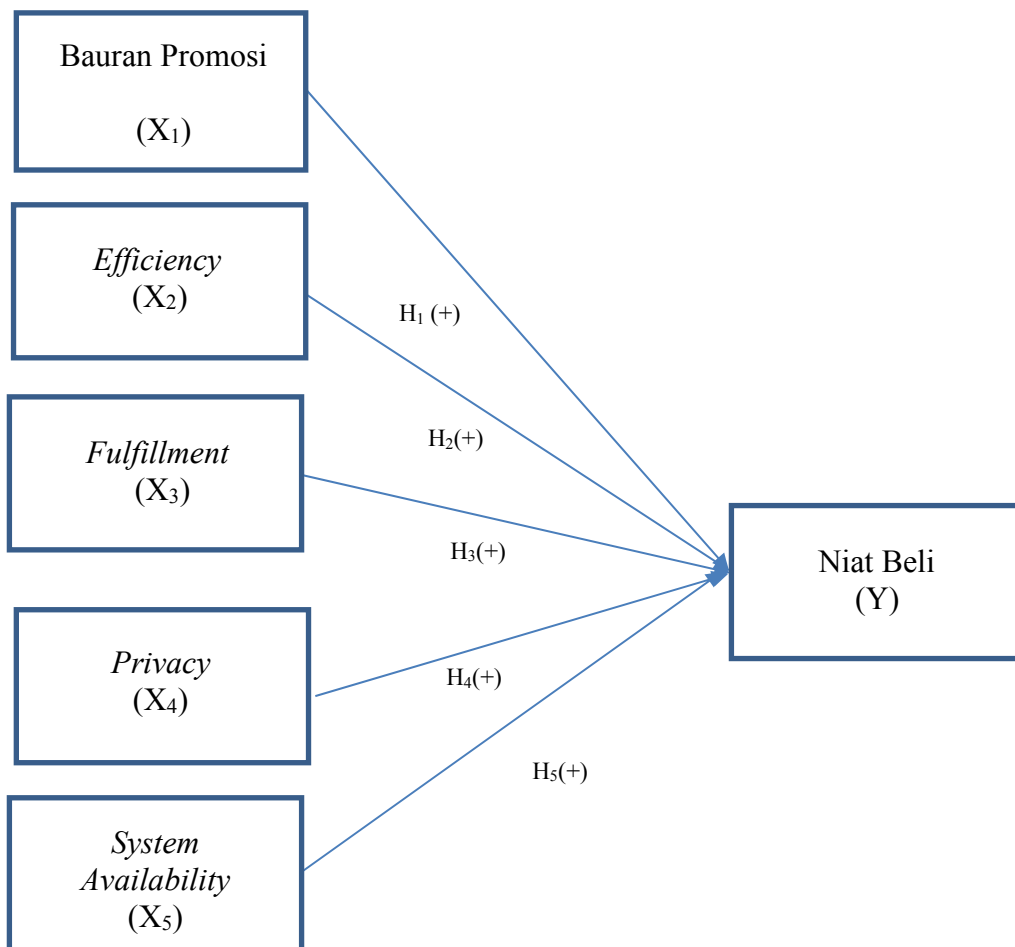 Bauran Promosi
(X₁)
Efficiency
(X₂)
Fulfillment
(X₃)
Privacy
(X₄)
System
Availability
(X₅)
H₁ (+)
H₂(+)
H₃(+)
H₄(+)
H₅(+)
Niat Beli
(Y)